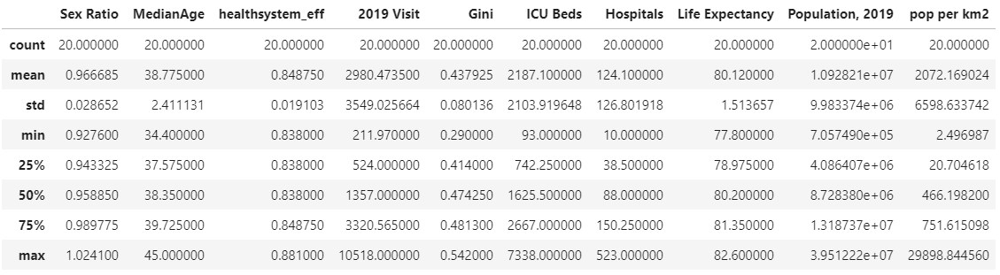 Sex Ratio MedianAge healthsystem_eff 2019 Visit Gini ICU Beds Hospitals Life Expectancy Population, 2019 pop per km2
count 20.000000 20.000000 20.000000 20.000000 20.000000 20.000000 20.000000 20.000000 2.000000e+01 20.000000
mean 0.966685 38.775000 0.848750 2980.473500 0.437925 2187.100000 124.100000 80.120000 1.092821e+07 2072.169024
std 0.028652 2.411131 0.019103 3549.025664 0.080136 2103.919648 126.801918 1.513657 9.983374e+06 6598.633742
min 0.927600 34.400000 0.838000 211.970000 0.290000 93.000000 10.000000 77.800000 7.057490e+05 2.496987
25% 0.943325 37.575000 0.838000 524.000000 0.414000 742.250000 38.500000 78.975000 4.086407e+06 20.704618
50% 0.958850 38.350000 0.838000 1357.000000 0.474250 1625.500000 88.000000 80.200000 8.728380e+06 466.198200
75% 0.989775 39.725000 0.848750 3320.565000 0.481300 2667.000000 150.250000 81.350000 1.318737e+07 751.615098
max 1.024100 45.000000 0.881000 10518.000000 0.542000 7338.000000 523.000000 82.600000 3.951222e+07 29898.844560